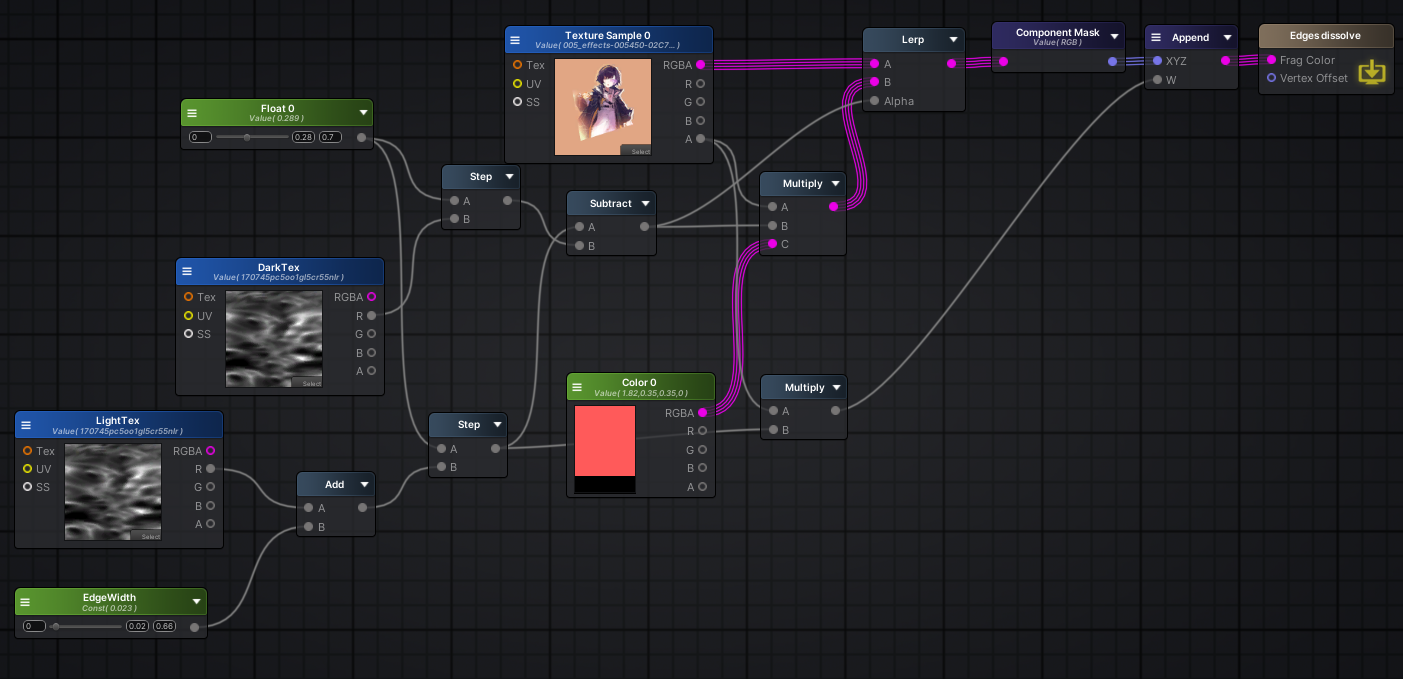 Texture Sample 0
Value( 005_effects-005450-02C7... )
Tex
UV
SS
RGBA
R
G
B
A
Select
Lerp
A
B
Alpha
Component Mask
Value( RGB )
Append
XYZ
W
Edges dissolve
Frag Color
Vertex Offset
Float 0
Value( 0.289 )
0 0.28 0.7
Step
A
B
Subtract
A
B
Multiply
A
B
C
DarkTex
Value( 170745pc5oo1gl5cr55nlr )
Tex
UV
SS
RGBA
R
G
B
A
Select
Color 0
Value( 1.82,0.35,0.35,0 )
RGBA
R
G
B
A
Multiply
A
B
LightTex
Value( 170745pc5oo1gl5cr55nlr )
Tex
UV
SS
RGBA
R
G
B
A
Select
Step
A
B
Add
A
B
EdgeWidth
Const( 0.023 )
0 0.02 0.66